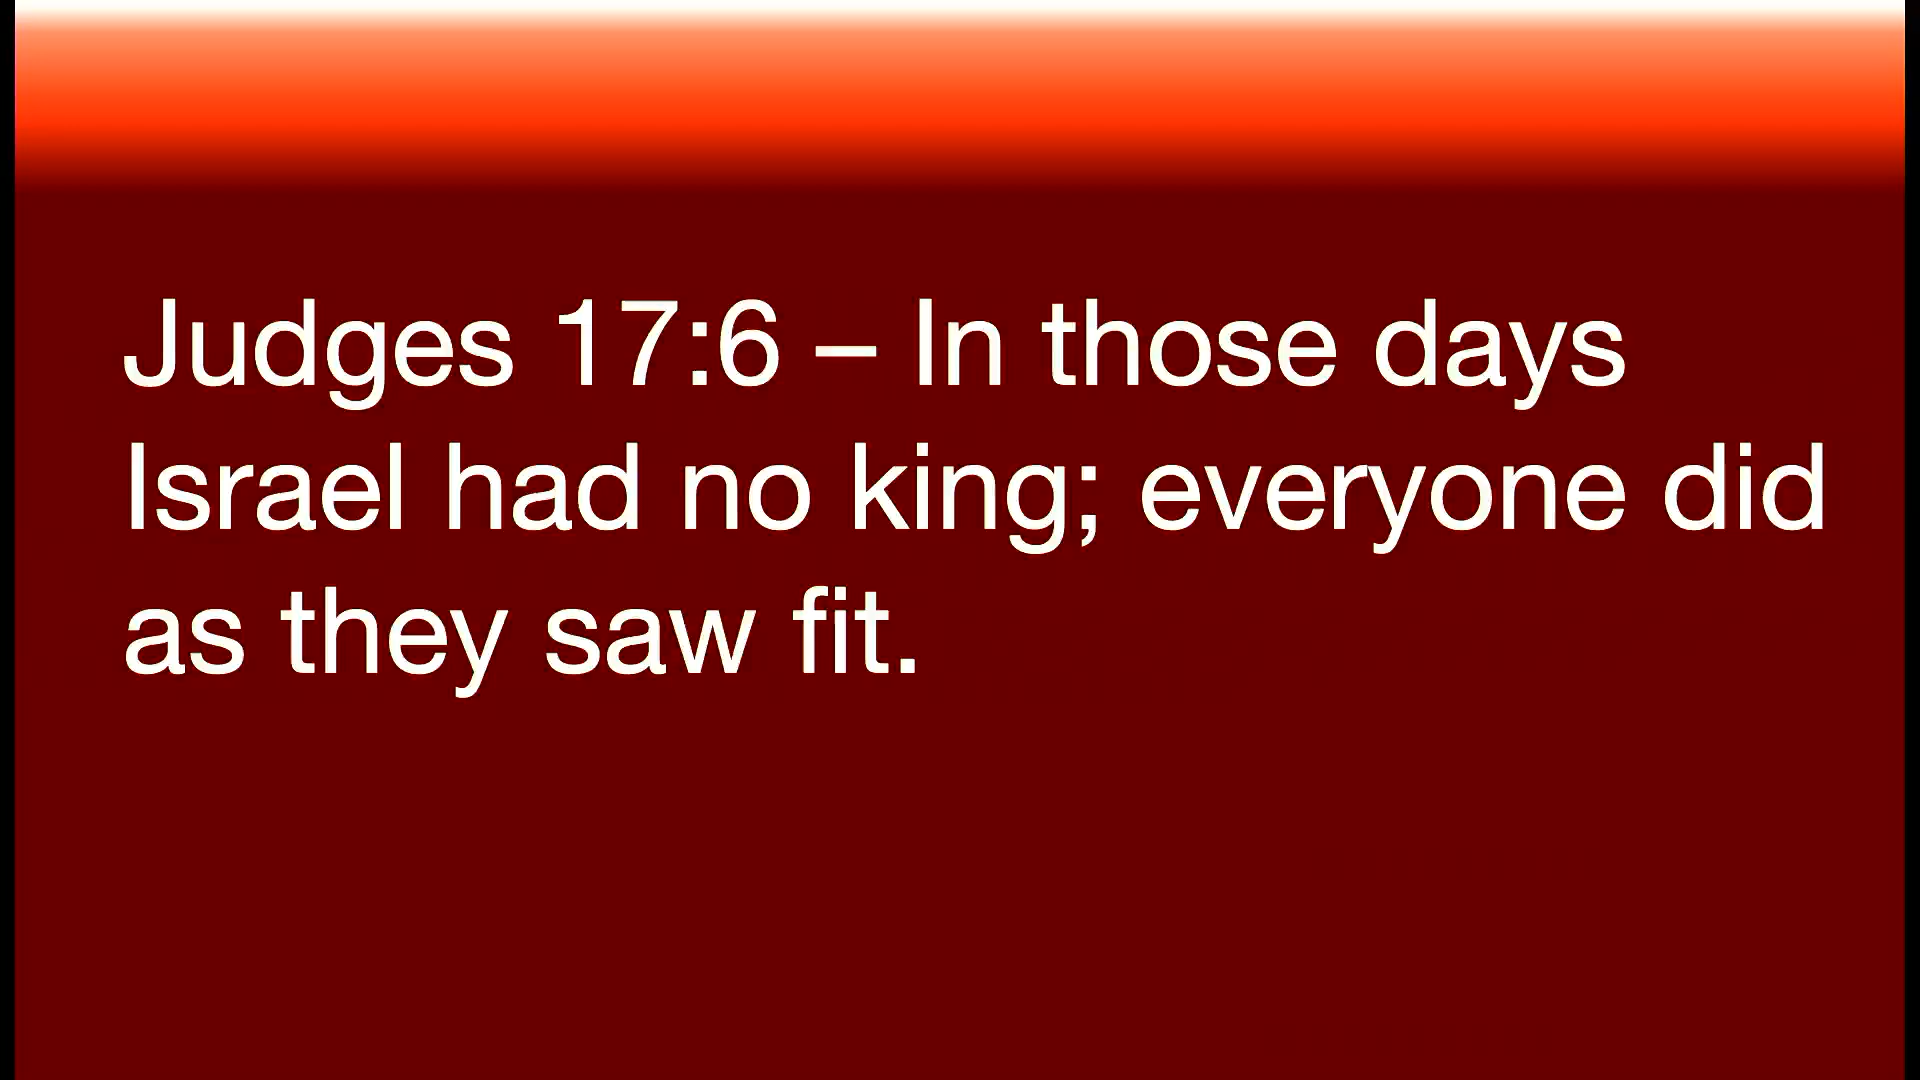 Judges 17:6 – In those days
Israel had no king; everyone did
as they saw fit.